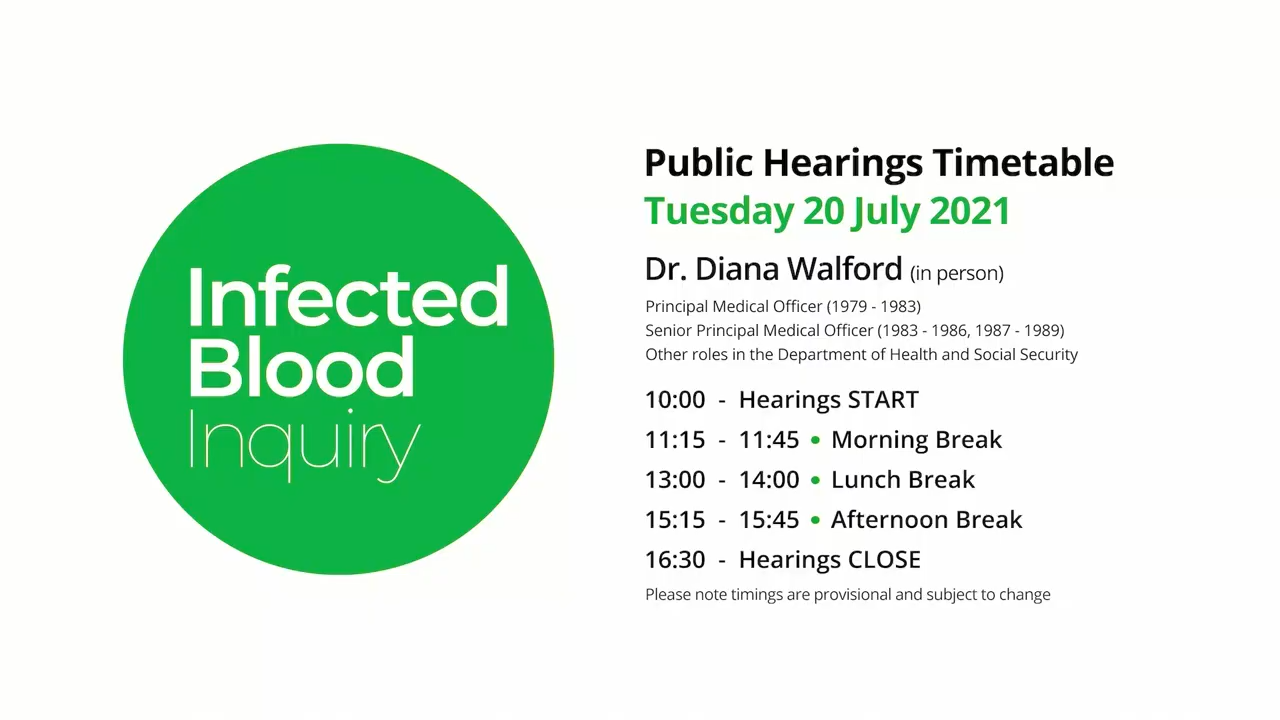 Infected
Blood
Inquiry
Public Hearings Timetable
Tuesday 20 July 2021
Dr. Diana Walford (in person)
Principal Medical Officer (1979 - 1983)
Senior Principal Medical Officer (1983 - 1986, 1987 - 1989)
Other roles in the Department of Health and Social Security
10:00 - Hearings START
11:15 - 11:45 • Morning Break
13:00 - 14:00 • Lunch Break
15:15 - 15:45 • Afternoon Break
16:30 - Hearings CLOSE
Please note timings are provisional and subject to change